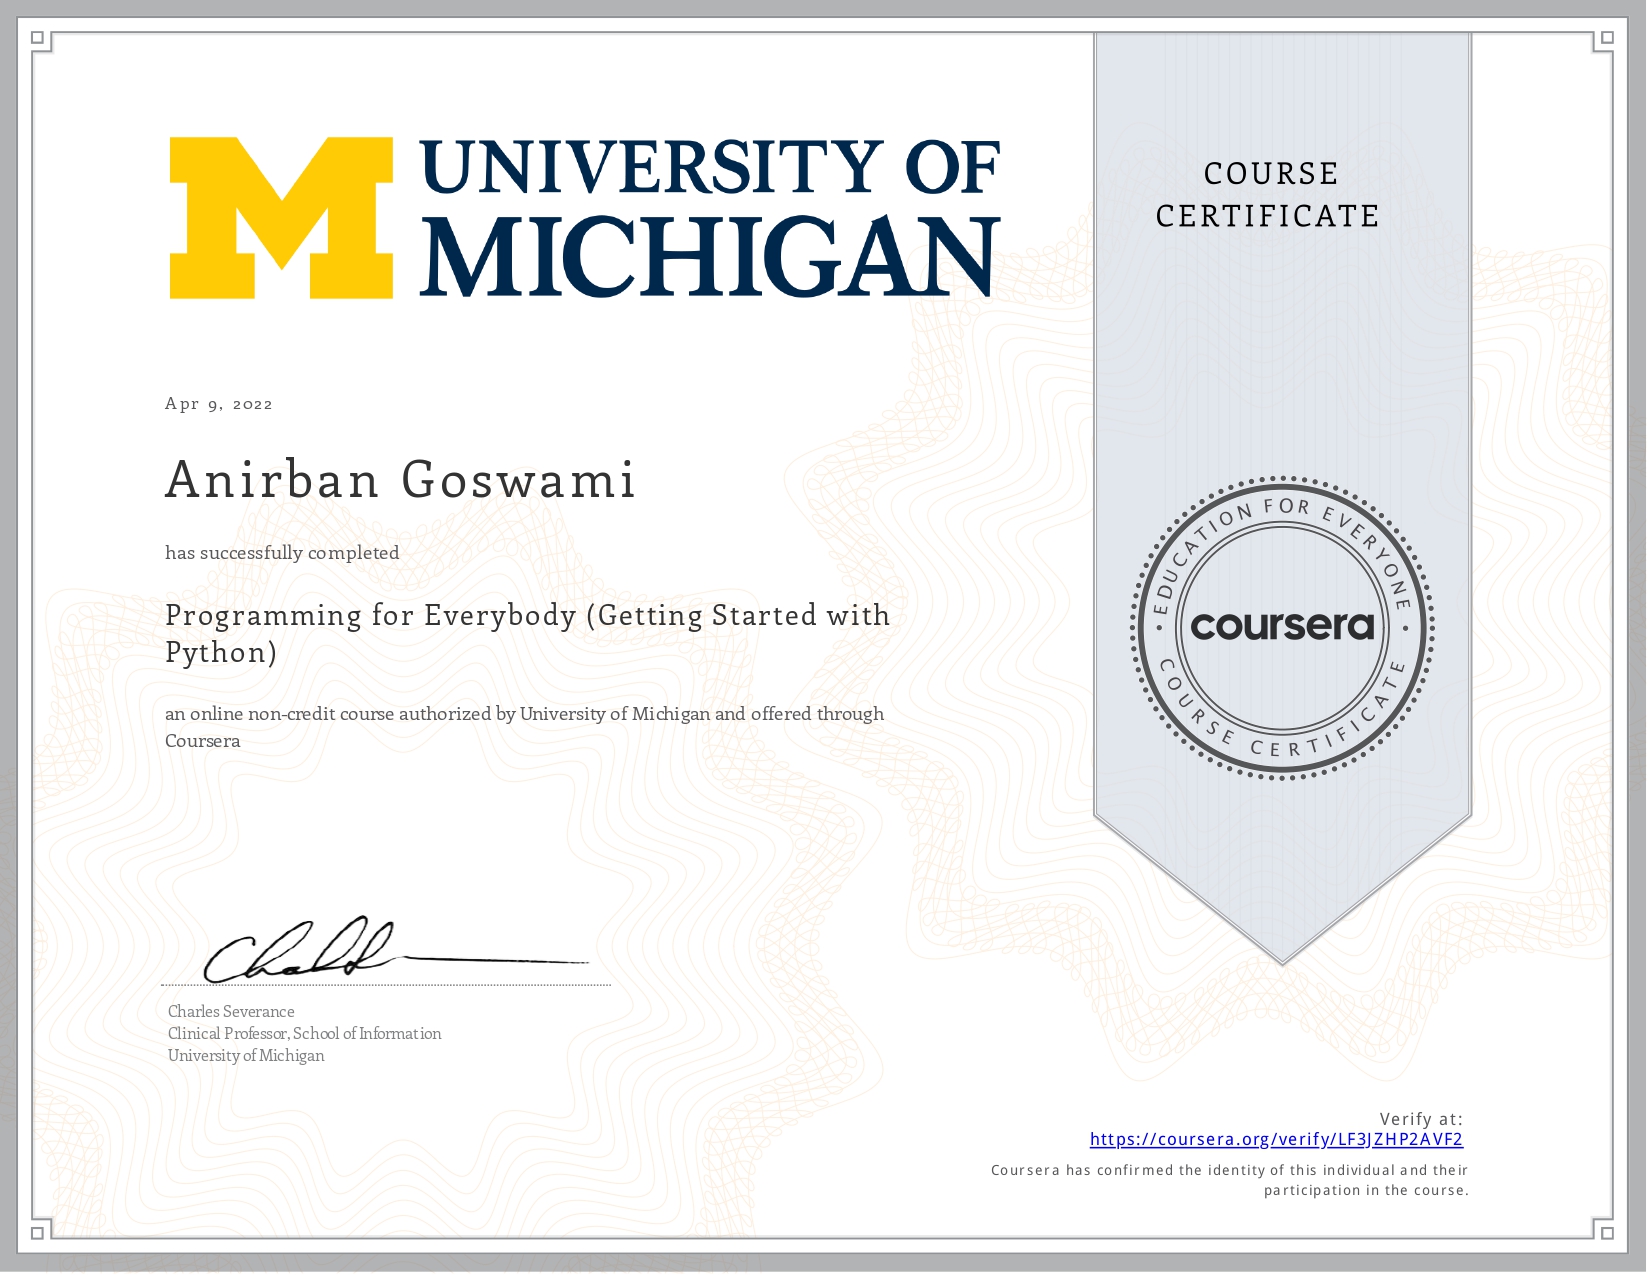 UNIVERSITY OF
MICHIGAN
COURSE
CERTIFICATE
Apr 9, 2022
Anirban Goswami
has successfully completed
Programming for Everybody (Getting Started with
Python)
an online non-credit course authorized by University of Michigan and offered through
Coursera
EDUCATION FOR EVERYONE
coursera
COURSE CERTIFICATE
Charles Severance
Clinical Professor, School of Information
University of Michigan
Verify at:
https://coursera.org/verify/LF3JZHP2AVF2
Coursera has confirmed the identity of this individual and their
participation in the course.